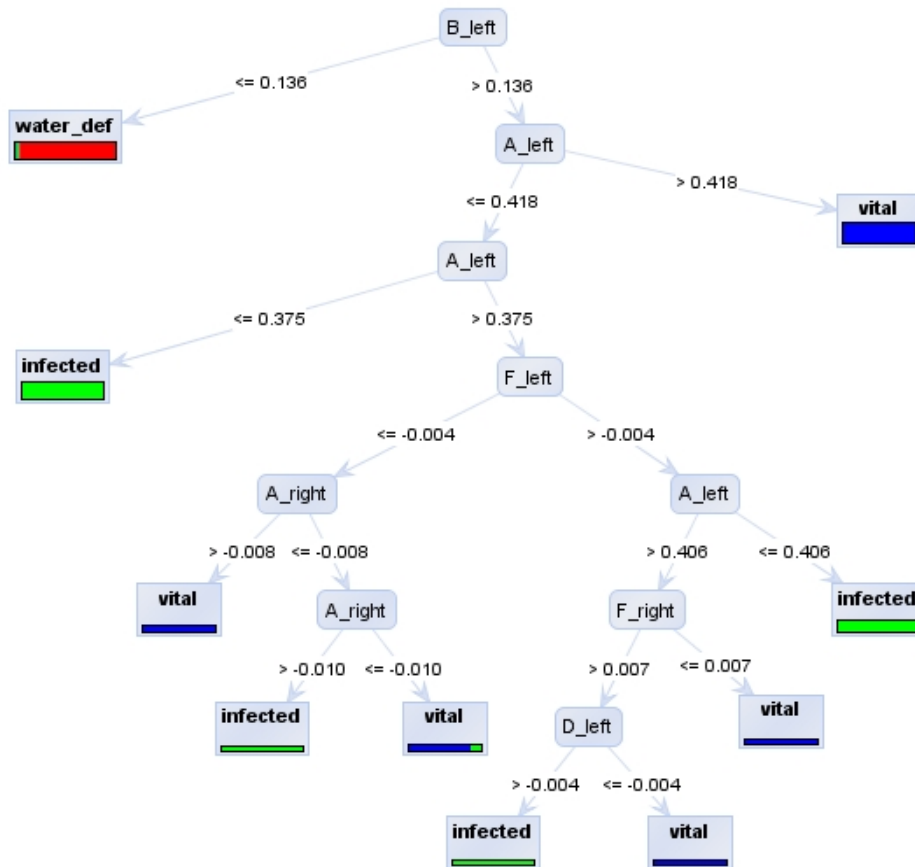 B_left
<= 0.136
> 0.136
water_def
A_left
<= 0.418
> 0.418
vital
A_left
<= 0.375
> 0.375
infected
F_left
<= -0.004
> -0.004
A_right
A_left
> -0.008
<= -0.008
> 0.406
<= 0.406
vital
A_right
F_right
infected
> -0.010
<= -0.010
> 0.007
<= 0.007
infected
vital
D_left
vital
> -0.004
<= -0.004
infected
vital